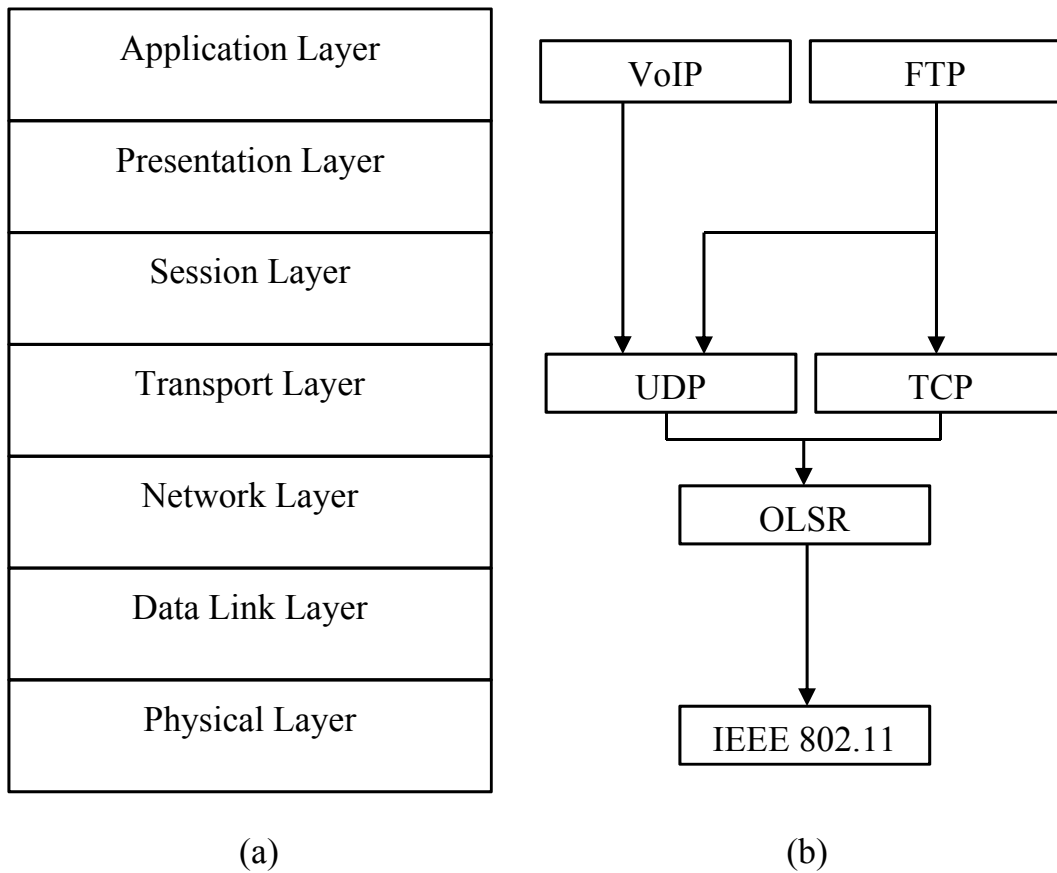 Application Layer
Presentation Layer
Session Layer
Transport Layer
Network Layer
Data Link Layer
Physical Layer
(a)
VoIP
FTP
UDP
TCP
OLSR
IEEE 802.11
(b)